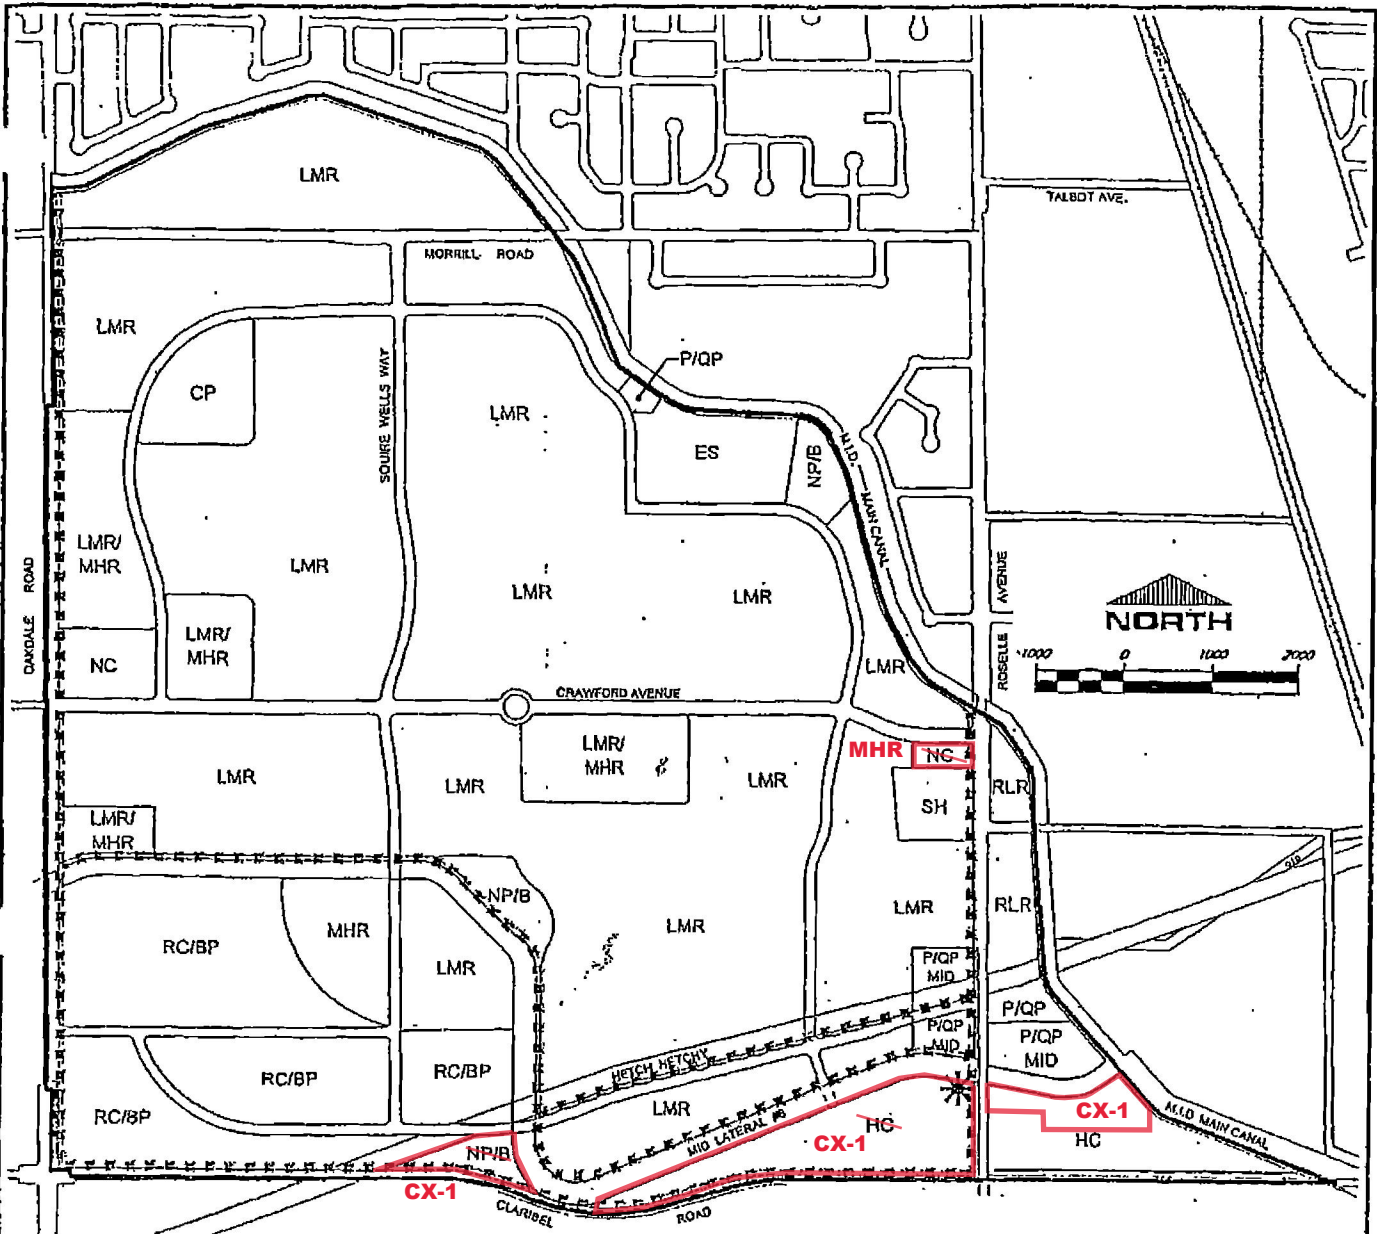 LMR
TALBOT AVE.
MORRILL ROAD
LMR
P/QP
CP
SQUIRE WELLS WAY
LMR
ES
NP/B
M.I.D. MAIN CANAL
LMR/
MHR
LMR
LMR
LMR
OAKDALE ROAD
ROSELLE AVENUE
NORTH
1000 0 1000 2000
NC
LMR/
MHR
LMR
CRAWFORD AVENUE
MHR
NC
LMR
LMR
LMR/
MHR
LMR
SH
RLR
LMR/
MHR
NP/B
RC/BP
MHR
LMR
LMR
LMR
RLR
P/QP
MID
P/QP
P/QP
MID
P/QP
MID
HETCH HETCHY
RC/BP
RC/BP
RC/BP
LMR
MID LATERAL #6
HC
CX-1
CX-1
HC
M.I.D MAIN CANAL
NP/B
CX-1
CLARIBEL ROAD